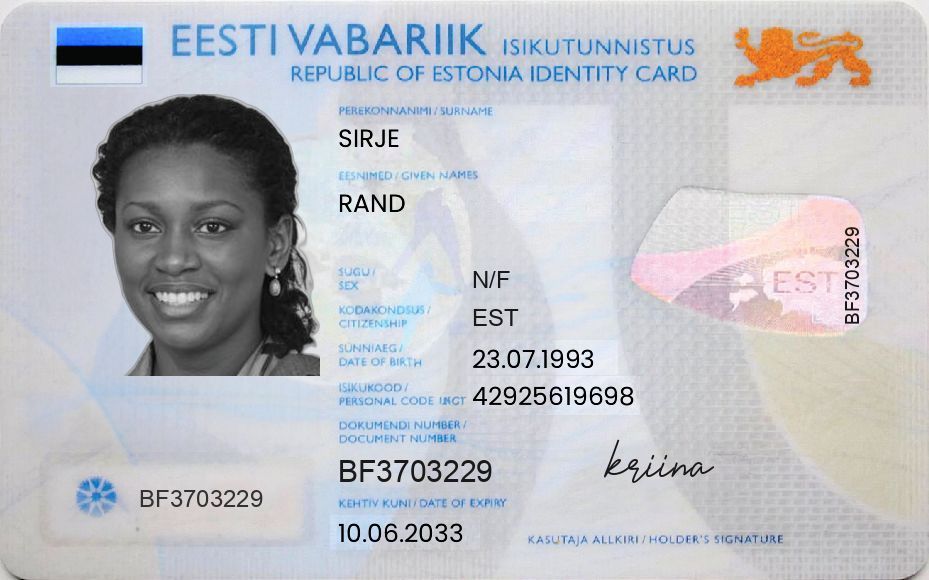 EESTI VABARIIK ISIKUTUNNISTUS
REPUBLIC OF ESTONIA IDENTITY CARD
PEREKONNANIMI / SURNAME
SIRJE
EESNIMED / GIVEN NAMES
RAND
SUGU /
SEX
N/F
KODAKONDSUS /
CITIZENSHIP
EST
SÜNNIAEG /
DATE OF BIRTH
23.07.1993
ISIKUKOOD /
PERSONAL CODE
42925619698
DOKUMENDI NUMBER /
DOCUMENT NUMBER
BF3703229
KEHTIV KUNI / DATE OF EXPIRY
10.06.2033
BF3703229
EST
BF3703229
kriina
KASUTAJA ALLKIRI / HOLDER'S SIGNATURE